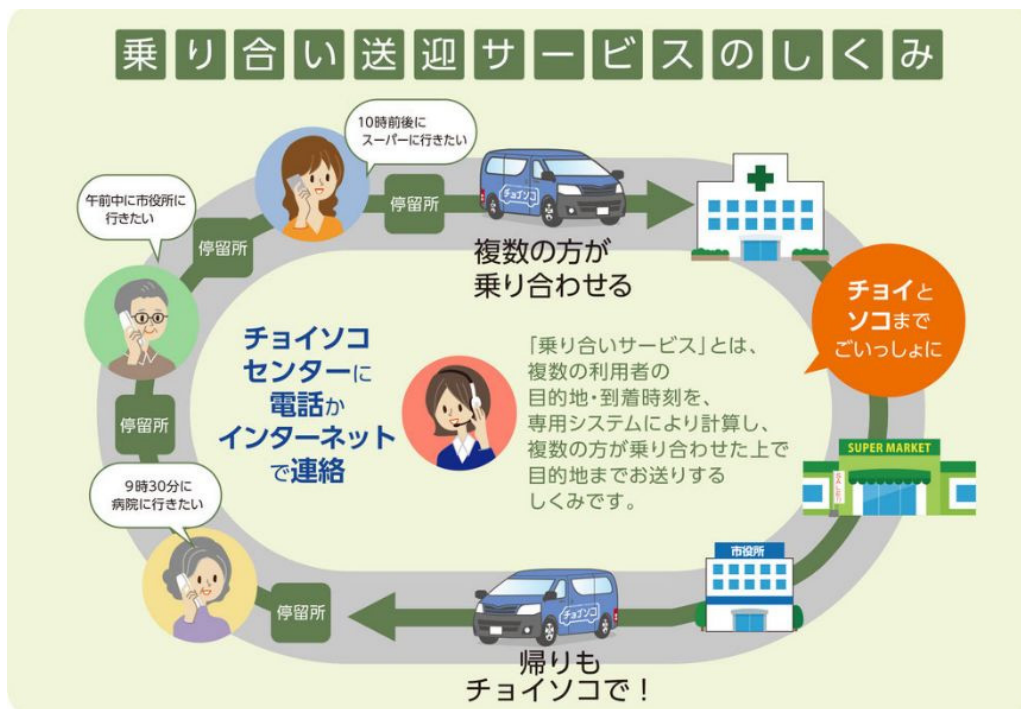 乗り合い送迎サービスのしくみ
10時前後に
スーパーに行きたい
午前中に市役所に
行きたい
停留所
停留所
チョイソコ
複数の方が
乗り合わせる
チョイと
ソコまで
ごいっしょに
チョイソコ
センターに
電話か
インターネット
で連絡
「乗り合いサービス」とは、
複数の利用者の
目的地・到着時刻を、
専用システムにより計算し、
複数の方が乗り合わせた上で
目的地までお送りする
しくみです。
停留所
SUPER MARKET
9時30分に
病院に行きたい
市役所
停留所
チョイソコ
帰りも
チョイソコで！